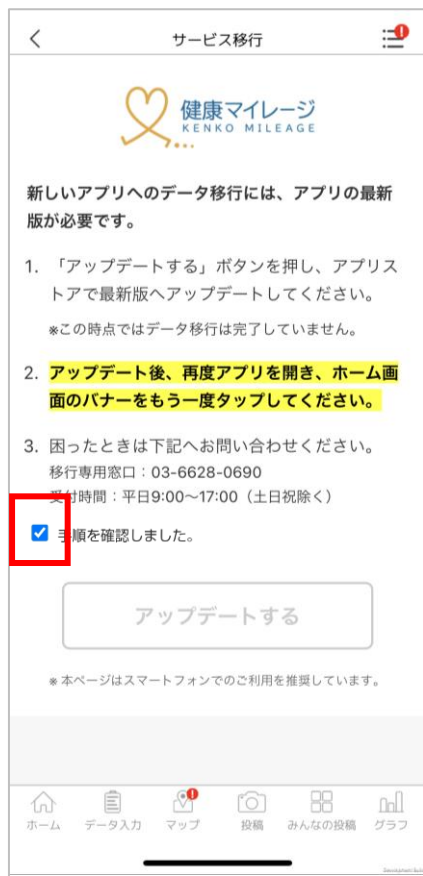 サービス移行
健康マイレージ
KENKO MILEAGE
新しいアプリへのデータ移行には、アプリの最新
版が必要です。
1. 「アップデートする」ボタンを押し、アプリス
トアで最新版へアップデートしてください。
※この時点ではデータ移行は完了していません。
2. アップデート後、再度アプリを開き、ホーム画
面のバナーをもう一度タップしてください。
3. 困ったときは下記へお問い合わせください。
移行専用窓口：03-6628-0690
受付時間：平日9:00〜17:00（土日祝除く）
手順を確認しました。
アップデートする
※本ページはスマートフォンでのご利用を推奨しています。
ホーム データ入力 マップ 投稿 みんなの投稿 グラフ
Development Build